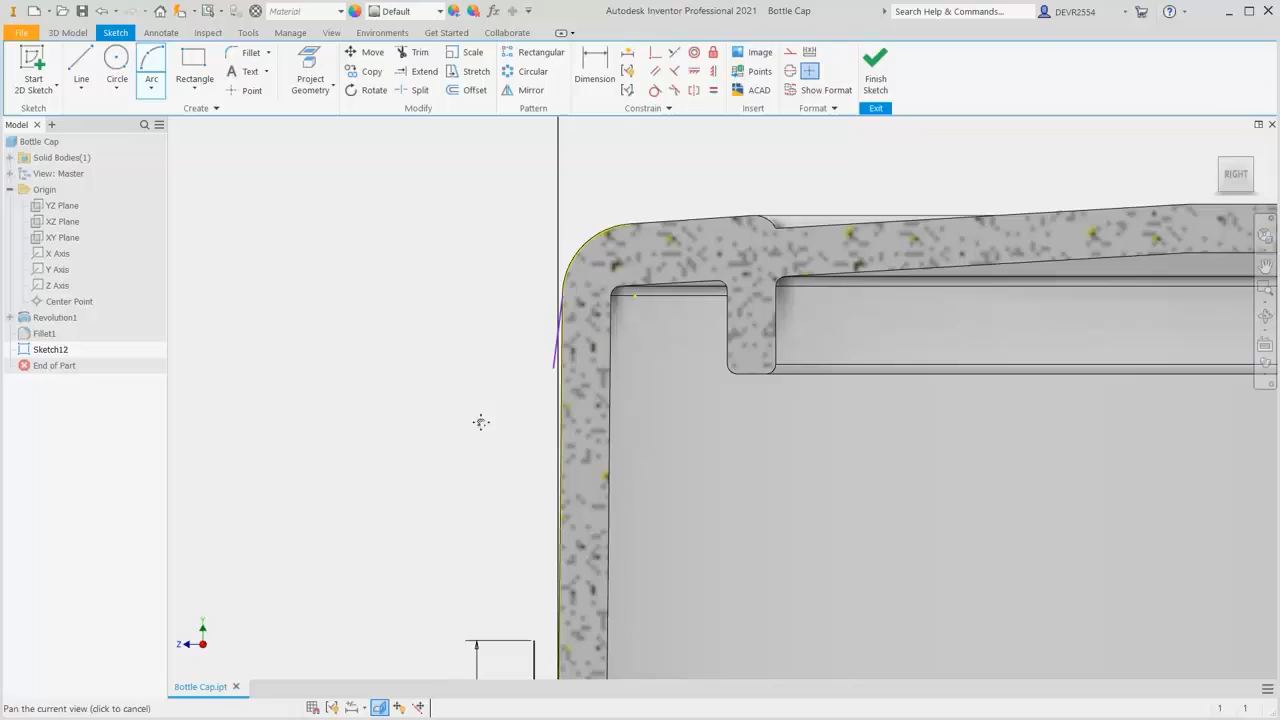 PRO
Material
Default
Autodesk Inventor Professional 2021 Bottle Cap
Search Help & Commands...
DEVR2554
File
3D Model
Sketch
Annotate
Inspect
Tools
Manage
View
Environments
Get Started
Collaborate
Start
2D Sketch
Line
Circle
Arc
Rectangle
Fillet
Text
Point
Project
Geometry
Move
Copy
Rotate
Trim
Extend
Split
Scale
Stretch
Offset
Rectangular
Circular
Mirror
Dimension
Image
Points
ACAD
Show Format
Finish
Sketch
Sketch
Create
Modify
Pattern
Constrain
Insert
Format
Exit
Model
Bottle Cap
Solid Bodies(1)
View: Master
Origin
YZ Plane
XZ Plane
XY Plane
X Axis
Y Axis
Z Axis
Center Point
Revolution1
Fillet1
Sketch12
End of Part
RIGHT
Y
Z
Bottle Cap.ipt
Pan the current view (click to cancel)
1 1